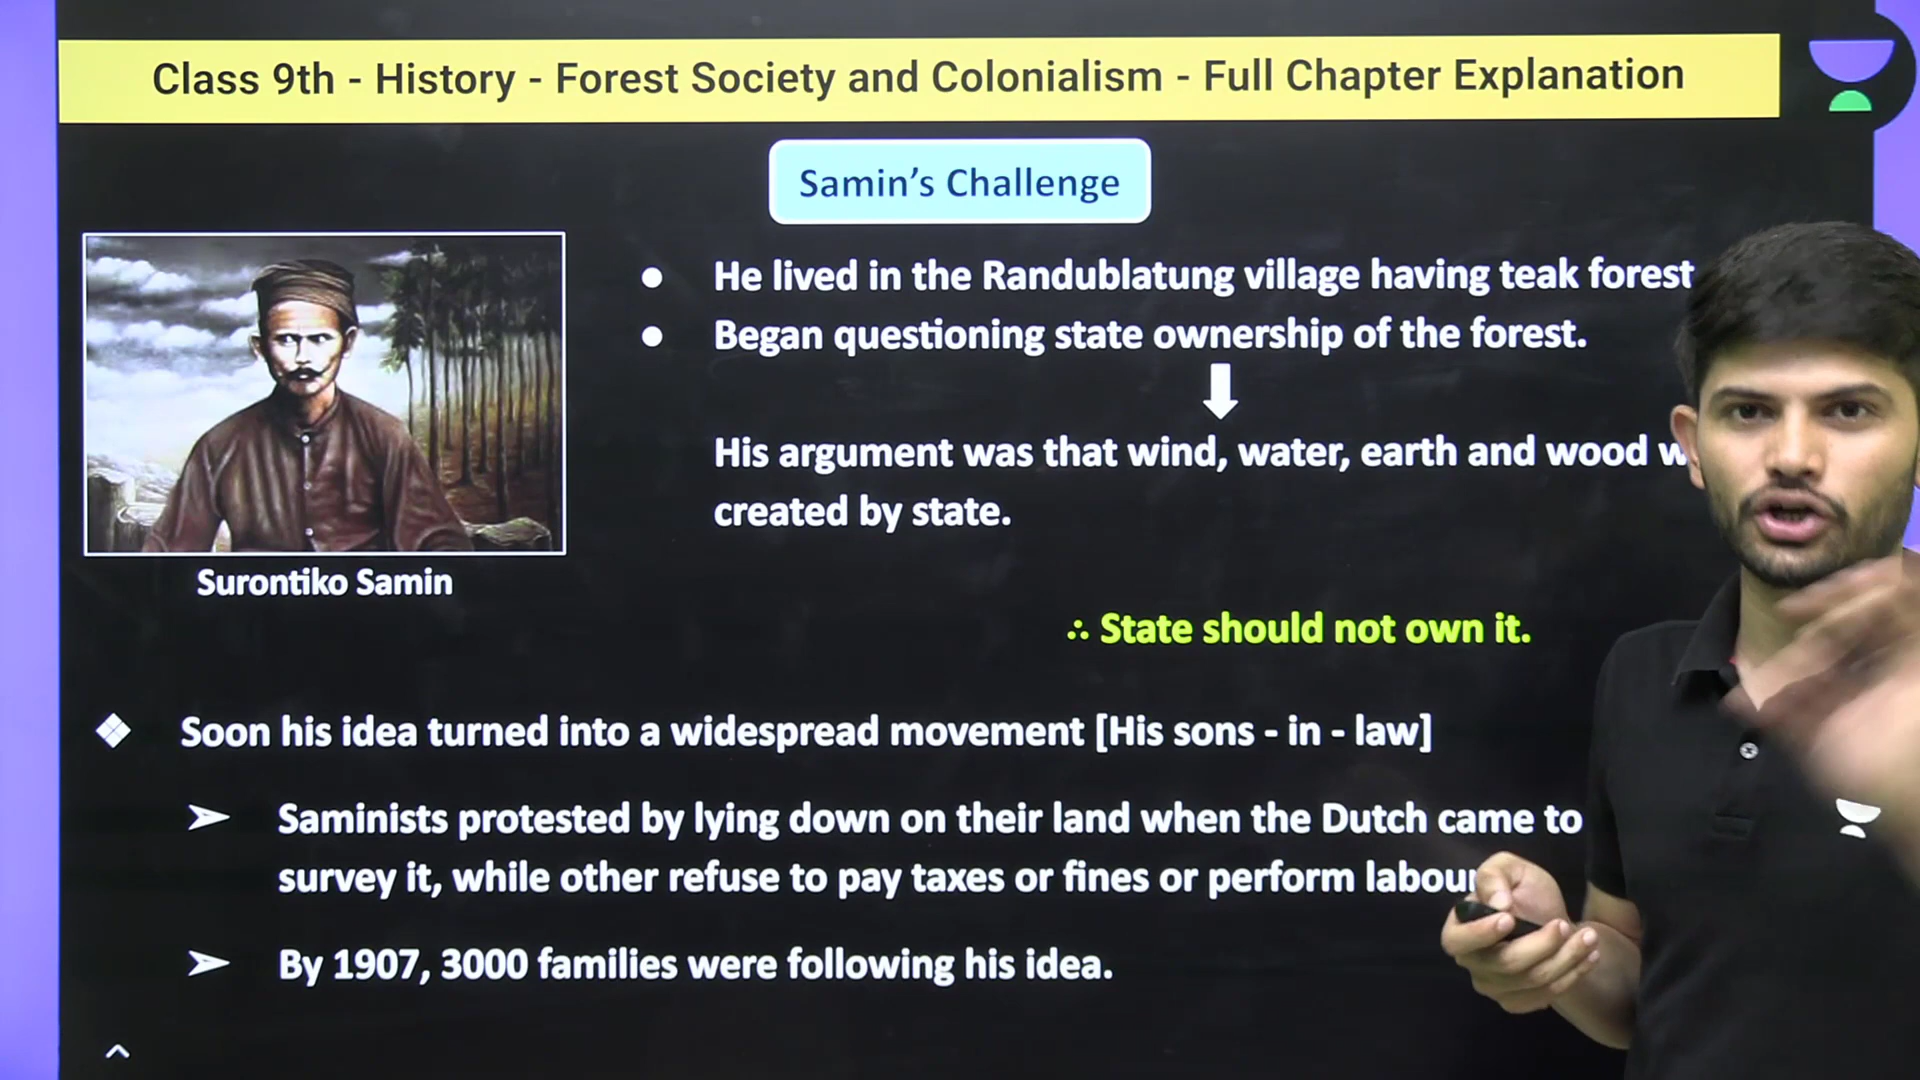 Class 9th - History - Forest Society and Colonialism - Full Chapter Explanation
Samin’s Challenge
● He lived in the Randublatung village having teak forest
● Began questioning state ownership of the forest.
His argument was that wind, water, earth and wood
created by state.
Surontiko Samin
∴ State should not own it.
❖ Soon his idea turned into a widespread movement [His sons - in - law]
➢ Saminists protested by lying down on their land when the Dutch came to
survey it, while other refuse to pay taxes or fines or perform labour
➢ By 1907, 3000 families were following his idea.